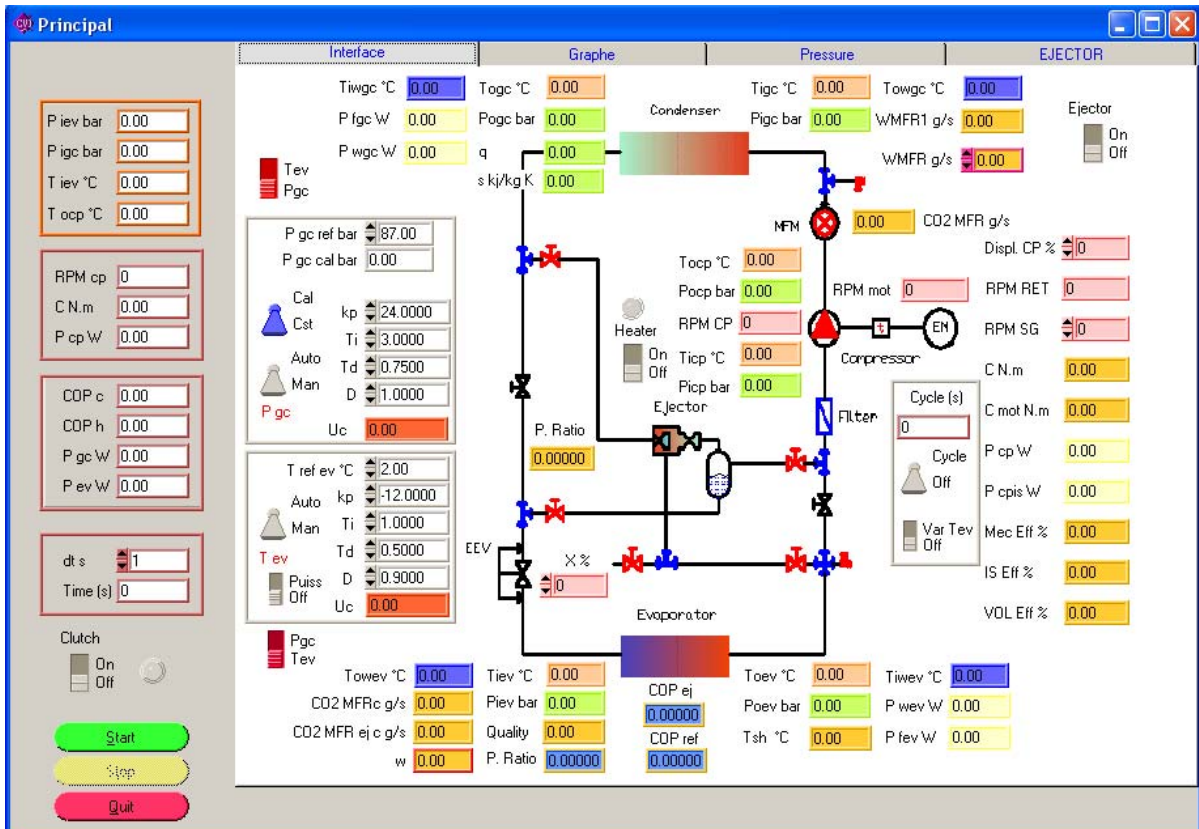 CVI Principal
Interface Graphe Pressure EJECTOR
P iev bar 0.00
P igc bar 0.00
T iev °C 0.00
T ocp °C 0.00
RPM cp 0
C N.m 0.00
P cp W 0.00
COP c 0.00
COP h 0.00
P gc W 0.00
P ev W 0.00
dt s 1
Time (s) 0
Clutch
On
Off
Start
Stop
Quit
Tiwgc °C 0.00
P fgc W 0.00
P wgc W 0.00
Togc °C 0.00
Pogc bar 0.00
q 0.00
s kj/kg K 0.00
Condenser
Tigc °C 0.00
Pigc bar 0.00
Towgc °C 0.00
WMFR1 g/s 0.00
WMFR g/s 0.00
Ejector
On
Off
Tev
Pgc
P gc ref bar 87.00
P gc cal bar 0.00
Cal
Cst
kp 24.0000
Ti 3.0000
Auto
Man
Td 0.7500
D 1.0000
P gc
Uc 0.00
T ref ev °C 2.00
Auto
Man
kp -12.0000
Ti 1.0000
T ev
Td 0.5000
Puiss
Off
D 0.9000
Uc 0.00
Pgc
Tev
MFM
0.00 CO2 MFR g/s
Tocp °C 0.00
Pocp bar 0.00
RPM CP 0
Ticp °C 0.00
Picp bar 0.00
Heater
On
Off
RPM mot 0
t
EM
Compressor
Filter
Ejector
P. Ratio
0.00000
EEV
X %
0
Evaporator
Cycle (s)
0
Cycle
Off
Var Tev
Off
Displ. CP % 0
RPM RET 0
RPM SG 0
C N.m 0.00
C mot N.m 0.00
P cp W 0.00
P cpis W 0.00
Mec Eff % 0.00
IS Eff % 0.00
VOL Eff % 0.00
Towev °C 0.00
CO2 MFRc g/s 0.00
CO2 MFR ej c g/s 0.00
w 0.00
Tiev °C 0.00
Piev bar 0.00
Quality 0.00
P. Ratio 0.00000
COP ej
0.00000
COP ref
0.00000
Toev °C 0.00
Poev bar 0.00
Tsh °C 0.00
Tiwev °C 0.00
P wev W 0.00
P fev W 0.00